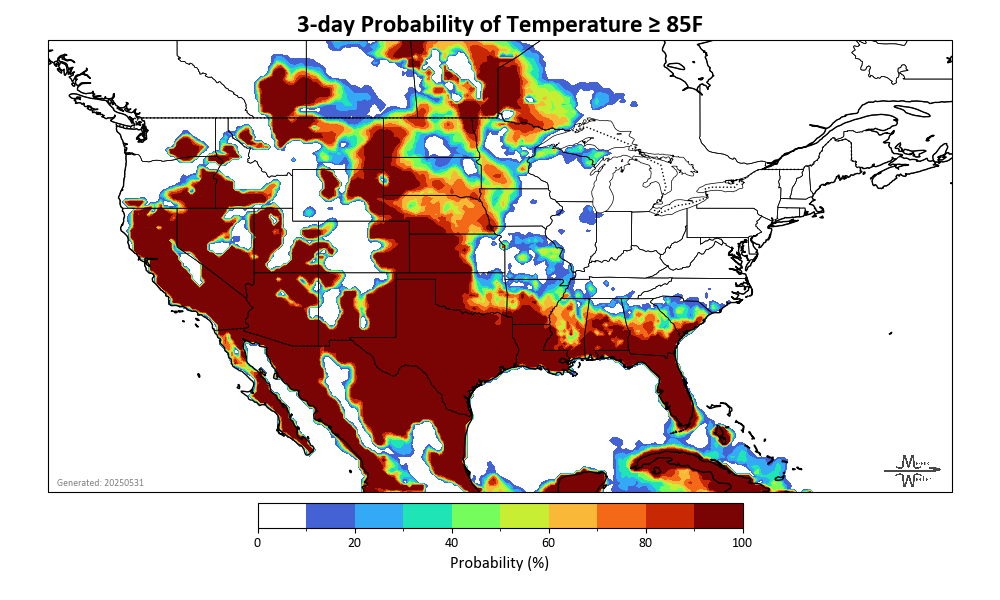 3-day Probability of Temperature ≥ 85F
Generated: 20250531
0 20 40 60 80 100
Probability (%)